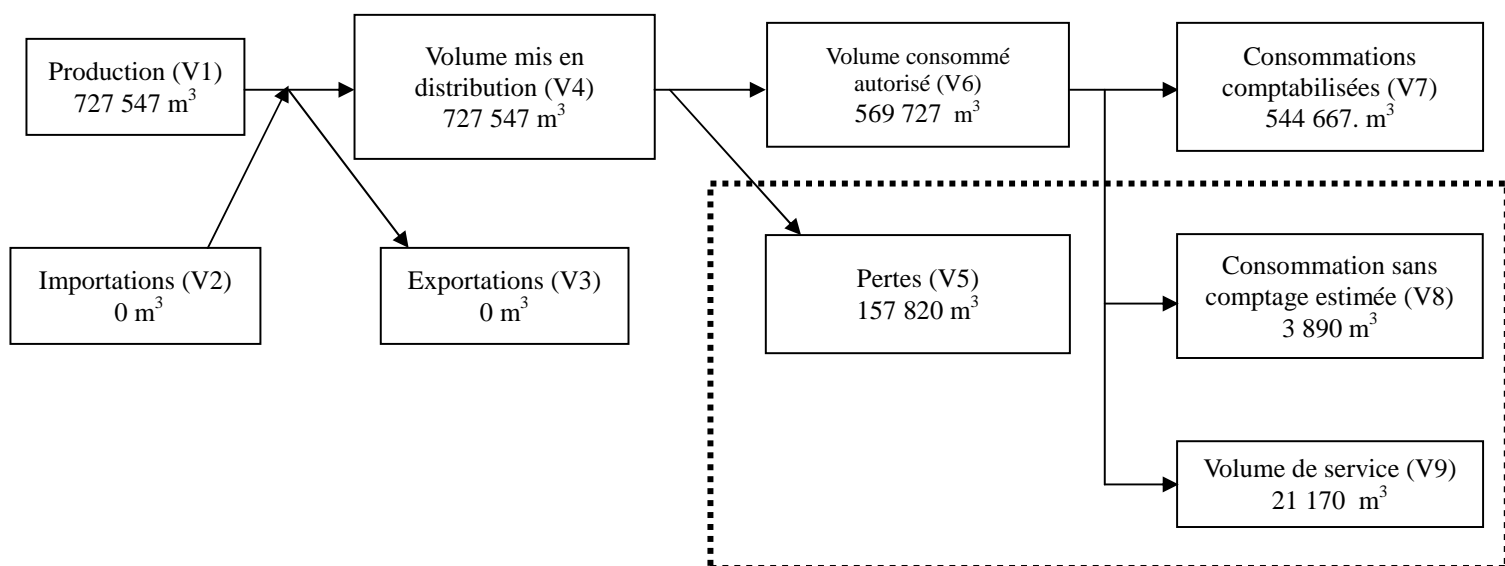 Production (V1)
727 547 m³
Volume mis en
distribution (V4)
727 547 m³
Volume consommé
autorisé (V6)
569 727 m³
Consommations
comptabilisées (V7)
544 667. m³
Importations (V2)
0 m³
Exportations (V3)
0 m³
Pertes (V5)
157 820 m³
Consommation sans
comptage estimée (V8)
3 890 m³
Volume de service (V9)
21 170 m³